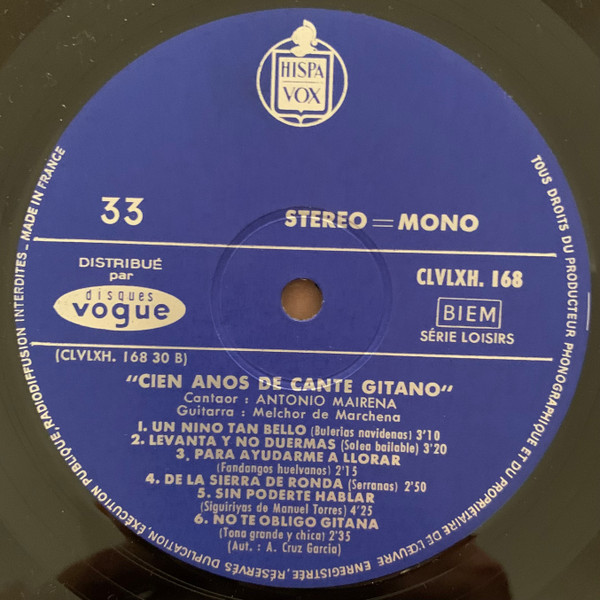 HISPA
VOX
33
STEREO = MONO
DISTRIBUÉ
par
disques
vogue
CLVLXH. 168
BIEM
SÉRIE LOISIRS
(CLVLXH. 168 30 B)
"CIEN ANOS DE CANTE GITANO"
Cantaor : ANTONIO MAIRENA
Guitarra : Melchor de Marchena
1. UN NINO TAN BELLO (Bulerias navidenas) 3'10
2. LEVANTA Y NO DUERMAS (Solea bailable) 3'20
3, PARA AYUDARME A LLORAR
(Fandangos huelvanos) 2'15
4. DE LA SIERRA DE RONDA (Serranas) 2'50
5. SIN PODERTE HABLAR
(Siguiriyas de Manuel Torres) 4'25
6. NO TE OBLIGO GITANA
(Tona grande y chica) 2'35
(Aut. : A. Cruz Garcia)
TOUS DROITS DU PRODUCTEUR PHONOGRAPHIQUE ET DU PROPRIETAIRE DE L'ŒUVRE ENREGISTRÉE, RÉSERVÉS DUPLICATION EXÉCUTION PUBLIQUE, RADIODIFFUSION INTERDITES _ MADE IN FRANCE